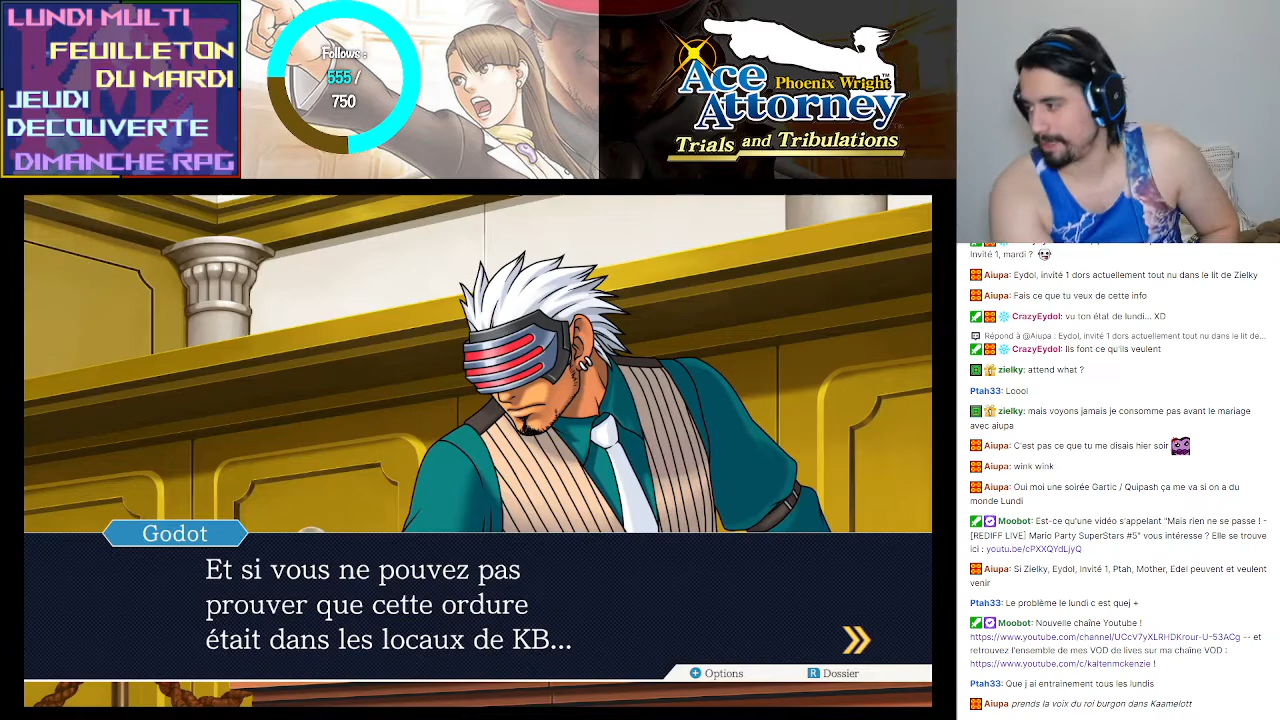 LUNDI MULTI
FEUILLETON
DU MARDI
JEUDI
DECOUVERTE
DIMANCHE RPG
Follows :
555 /
750
Phoenix Wright™
Ace
Attorney
Trials and Tribulations
Godot
Et si vous ne pouvez pas
prouver que cette ordure
était dans les locaux de KB...
Options
R Dossier
Invité 1, mardi ?
Aiupa: Eydol, invité 1 dors actuellement tout nu dans le lit de Zielky
Aiupa: Fais ce que tu veux de cette info
CrazyEydol: vu ton état de lundi... XD
Répond à @Aiupa : Eydol, invité 1 dors actuellement tout nu dans le lit de...
CrazyEydol: Ils font ce qu'ils veulent
zielky: attend what ?
Ptah33: Loool
zielky: mais voyons jamais je consomme pas avant le mariage
avec aiupa
Aiupa: C'est pas ce que tu me disais hier soir
Aiupa: wink wink
Aiupa: Oui moi une soirée Gartic / Quipash ça me va si on a du
monde Lundi
Moobot: Est-ce qu'une vidéo s'appelant "Mais rien ne se passe ! -
[REDIFF LIVE] Mario Party SuperStars #5" vous intéresse ? Elle se trouve
ici : youtu.be/cPXXQYdLjyQ
Aiupa: Si Zielky, Eydol, Invité 1, Ptah, Mother, Edel peuvent et veulent
venir
Ptah33: Le problème le lundi c est quej +
Moobot: Nouvelle chaîne Youtube !
https://www.youtube.com/channel/UCcV7yXLRHDKrour-U-53ACg -- et
retrouvez l'ensemble de mes VOD de lives sur ma chaîne VOD :
https://www.youtube.com/c/kaltenmckenzie !
Ptah33: Que j ai entrainement tous les lundis
Aiupa prends la voix du roi burgon dans Kaamelott